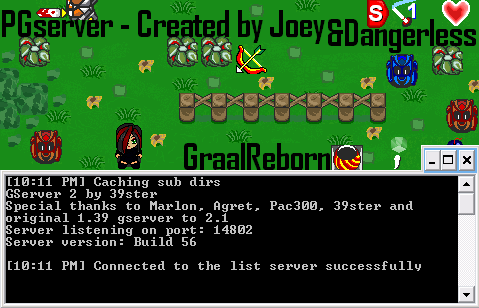 PGserver - Created by Joey
&Dangerless
S
1
GraalReborn
[10:11 PM] Caching sub dirs
GServer 2 by 39ster
Special thanks to Marlon, Agret, Pac300, 39ster and
original 1.39 gserver to 2.1
Server listening on port: 14802
Server version: Build 56
[10:11 PM] Connected to the list server successfully